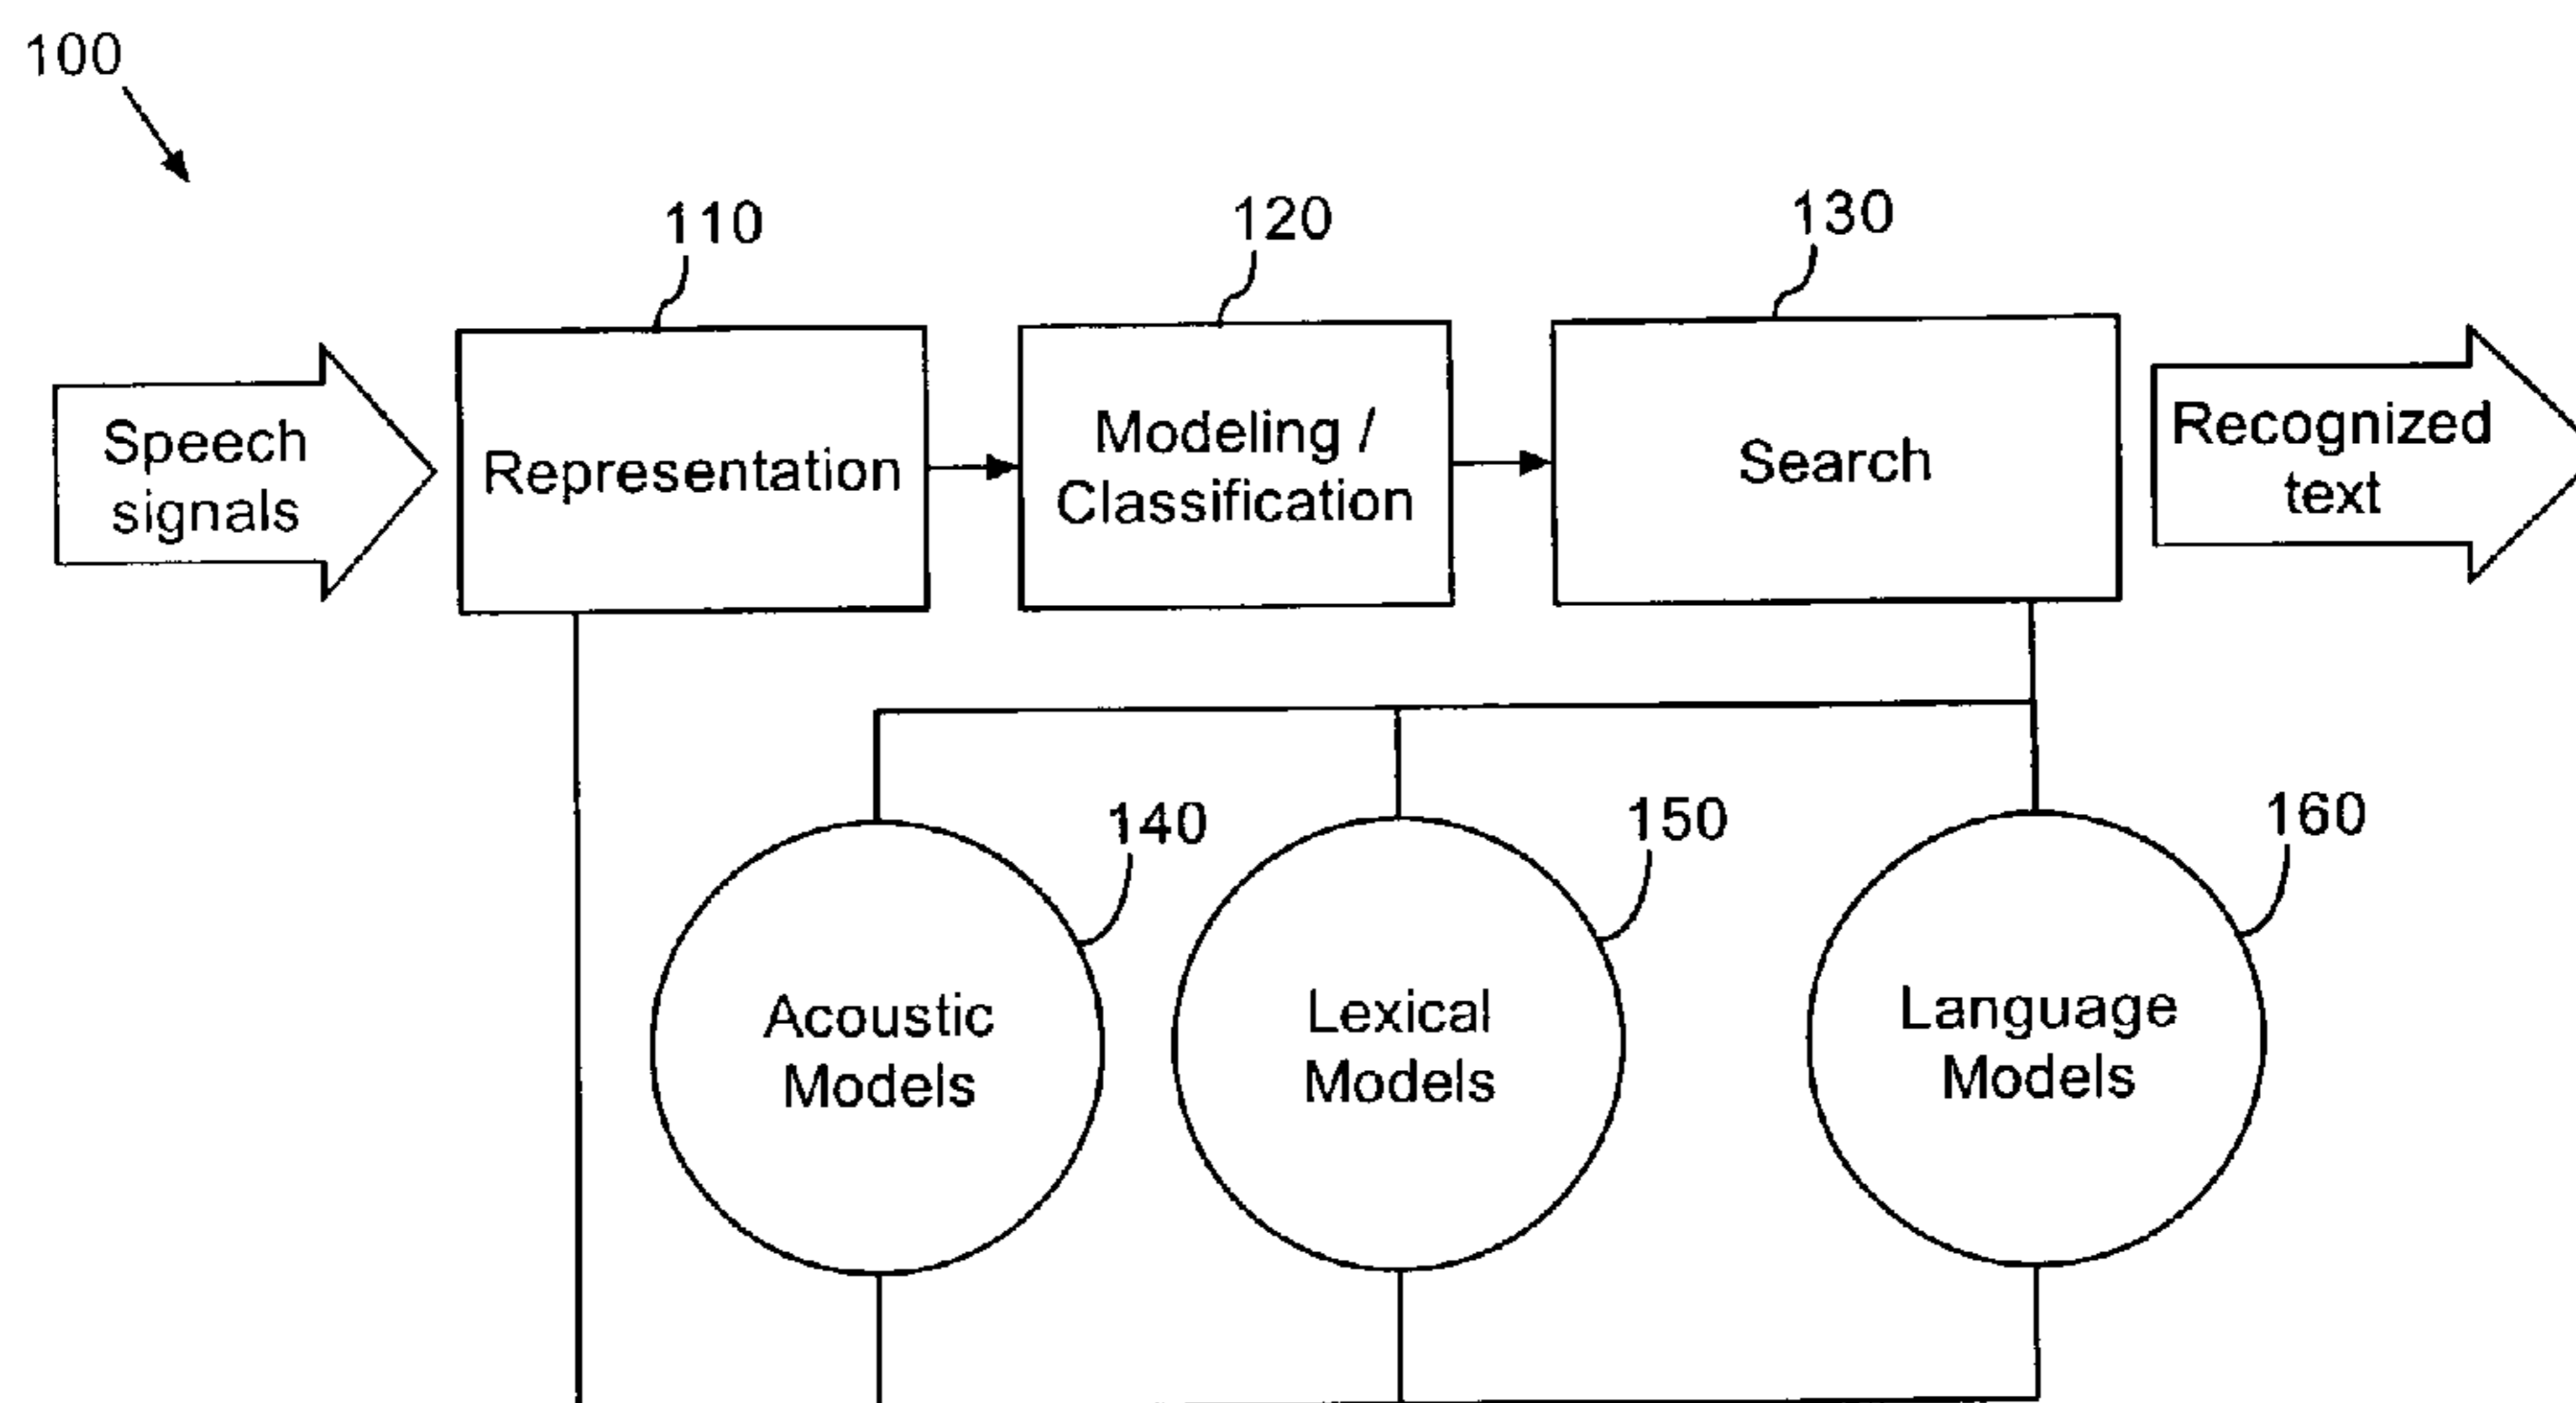 100
110
120
130
Speech
signals
Representation
Modeling /
Classification
Search
Recognized
text
140
150
160
Acoustic
Models
Lexical
Models
Language
Models